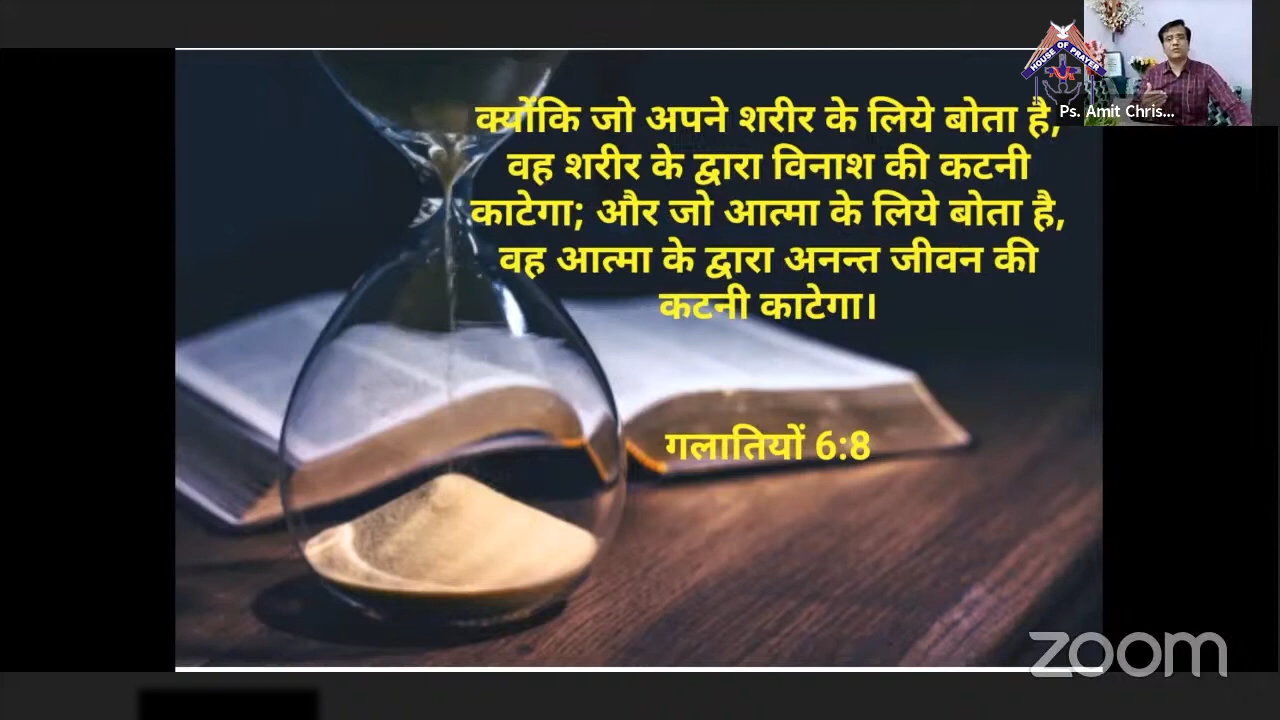 HOUSE OF PRAYER
Ps. Amit Chris...
क्योंकि जो अपने शरीर के लिये बोता है,
वह शरीर के द्वारा विनाश की कटनी
काटेगा; और जो आत्मा के लिये बोता है,
वह आत्मा के द्वारा अनन्त जीवन की
कटनी काटेगा।
गलातियों 6:8
zoom